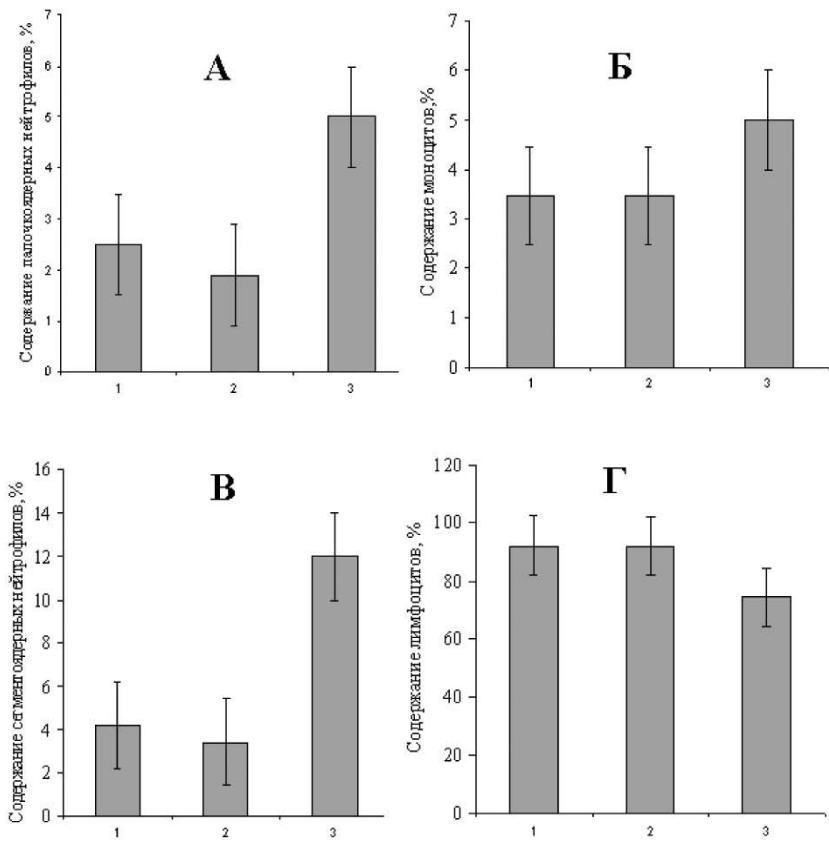 А
Содержание палочкоядерных нейтрофилов, %
7
6
5
4
3
2
1
0
1 2 3
Б
Содержание моноцитов,%
7
6
5
4
3
2
1
0
1 2 3
В
Содержание сегментоядерных нейтрофилов, %
16
14
12
10
8
6
4
2
0
1 2 3
Г
Содержание лимфоцитов, %
120
100
80
60
40
20
0
1 2 3